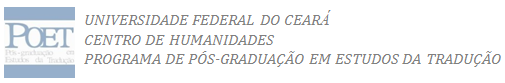 POET
Pós-graduação em
Estudos da Tradução
UNIVERSIDADE FEDERAL DO CEARÁ
CENTRO DE HUMANIDADES
PROGRAMA DE PÓS-GRADUAÇÃO EM ESTUDOS DA TRADUÇÃO